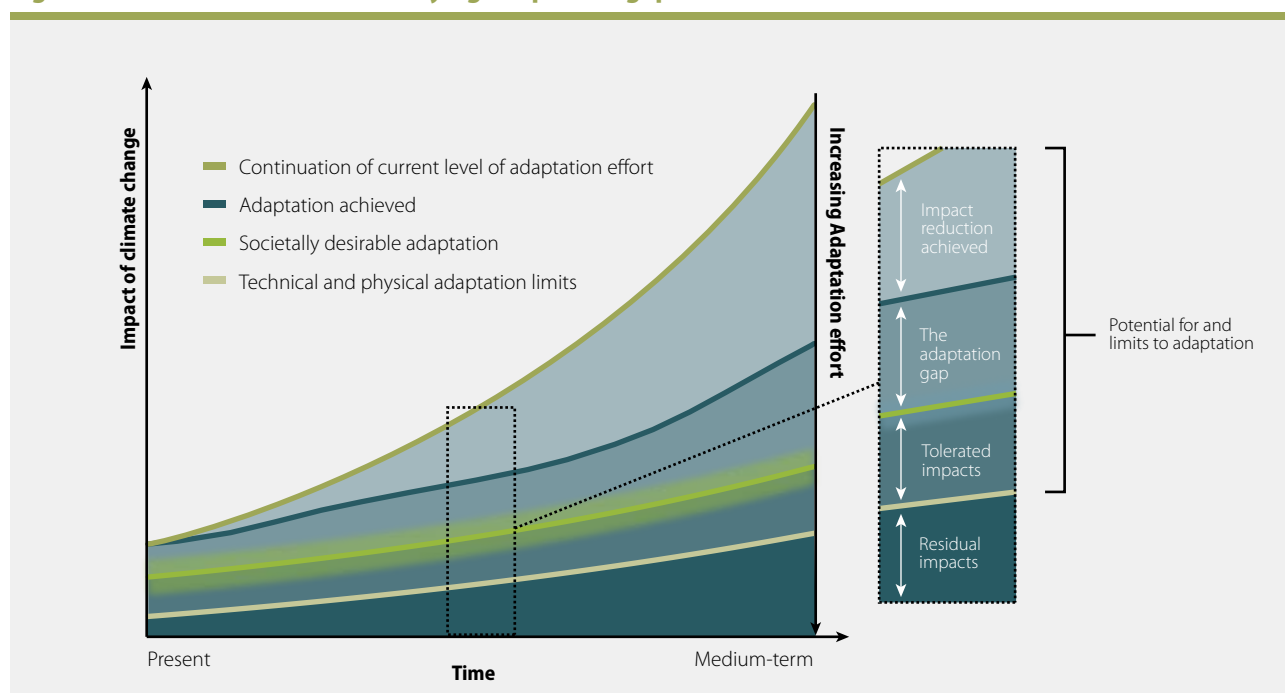 Impact of climate change
Continuation of current level of adaptation effort
Adaptation achieved
Societally desirable adaptation
Technical and physical adaptation limits
Increasing Adaptation effort
Impact
reduction
achieved
The
adaptation
gap
Tolerated
impacts
Residual
impacts
Potential for and
limits to adaptation
Present
Time
Medium-term